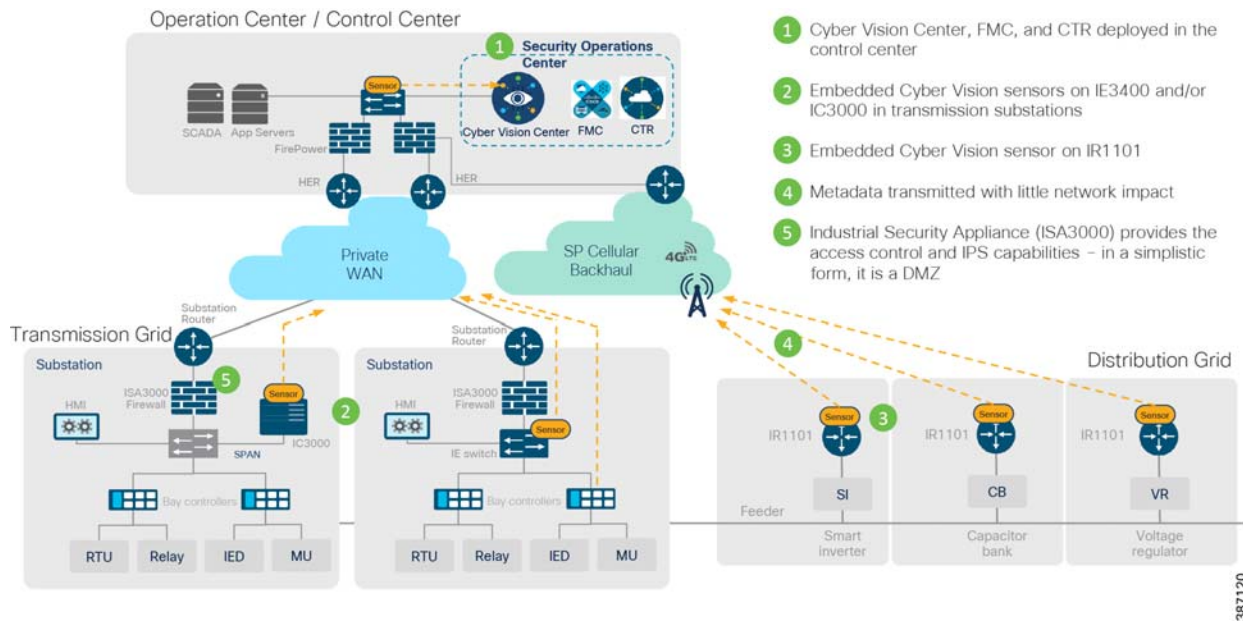 Operation Center / Control Center
1 Security Operations
Center
Sensor
SCADA App Servers
Cyber Vision Center FMC CTR
FirePower
HER HER
Private
WAN
SP Cellular
Backhaul
4G LTE
1 Cyber Vision Center, FMC, and CTR deployed in the
control center
2 Embedded Cyber Vision sensors on IE3400 and/or
IC3000 in transmission substations
3 Embedded Cyber Vision sensor on IR1101
4 Metadata transmitted with little network impact
5 Industrial Security Appliance (ISA3000) provides the
access control and IPS capabilities – in a simplistic
form, it is a DMZ
Transmission Grid
Substation
Router
Substation
5
ISA3000
Firewall
HMI
Sensor
IC3000
SPAN
Bay controllers
RTU Relay IED MU
2
Substation
Router
Substation
ISA3000
Firewall
HMI
Sensor
IE switch
Bay controllers
RTU Relay IED MU
4
Distribution Grid
Sensor 3 Sensor Sensor
IR1101 IR1101 IR1101
SI CB VR
Feeder
Smart
inverter
Capacitor
bank
Voltage
regulator
387120